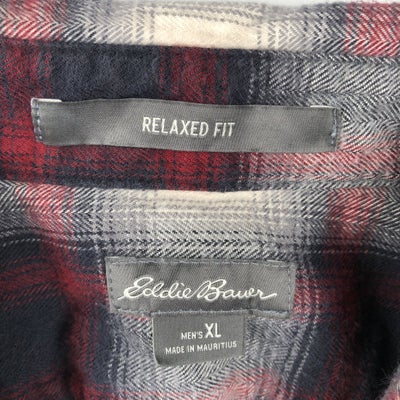 RELAXED FIT
Eddie Bauer
MEN'S XL
MADE IN MAURITIUS